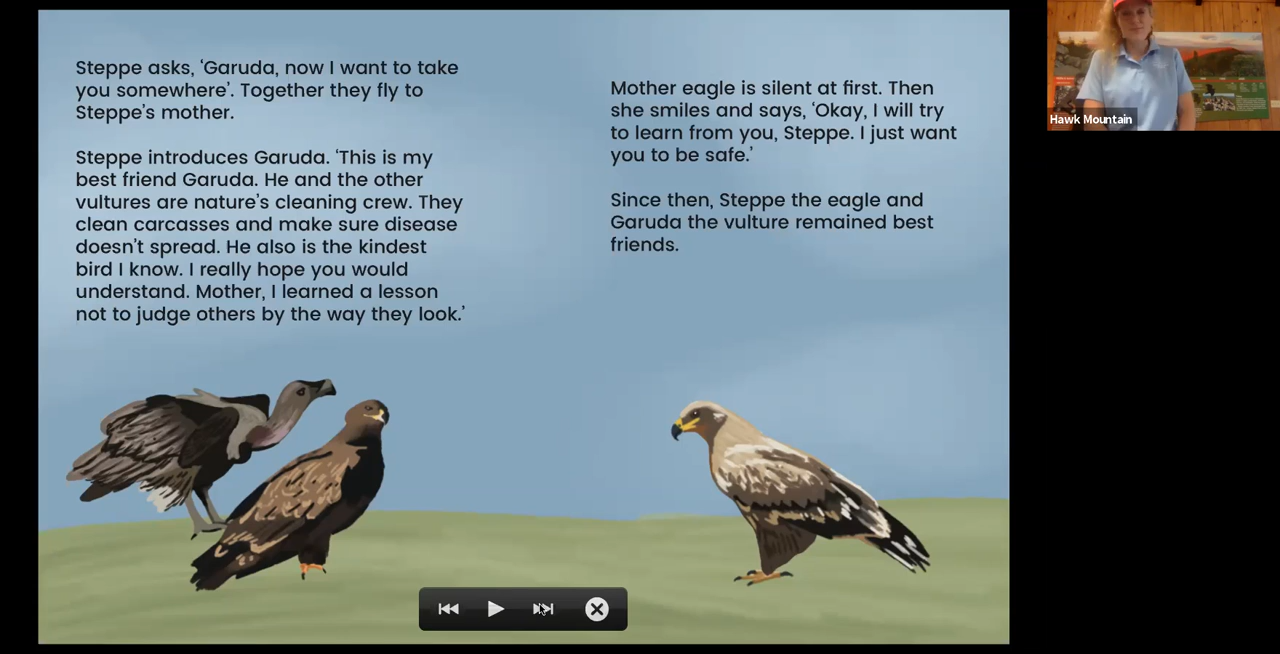 Steppe asks, ‘Garuda, now I want to take
you somewhere’. Together they fly to
Steppe’s mother.
Steppe introduces Garuda. ‘This is my
best friend Garuda. He and the other
vultures are nature’s cleaning crew. They
clean carcasses and make sure disease
doesn’t spread. He also is the kindest
bird I know. I really hope you would
understand. Mother, I learned a lesson
not to judge others by the way they look.’
Mother eagle is silent at first. Then
she smiles and says, ‘Okay, I will try
to learn from you, Steppe. I just want
you to be safe.’
Since then, Steppe the eagle and
Garuda the vulture remained best
friends.
Hawk Mountain